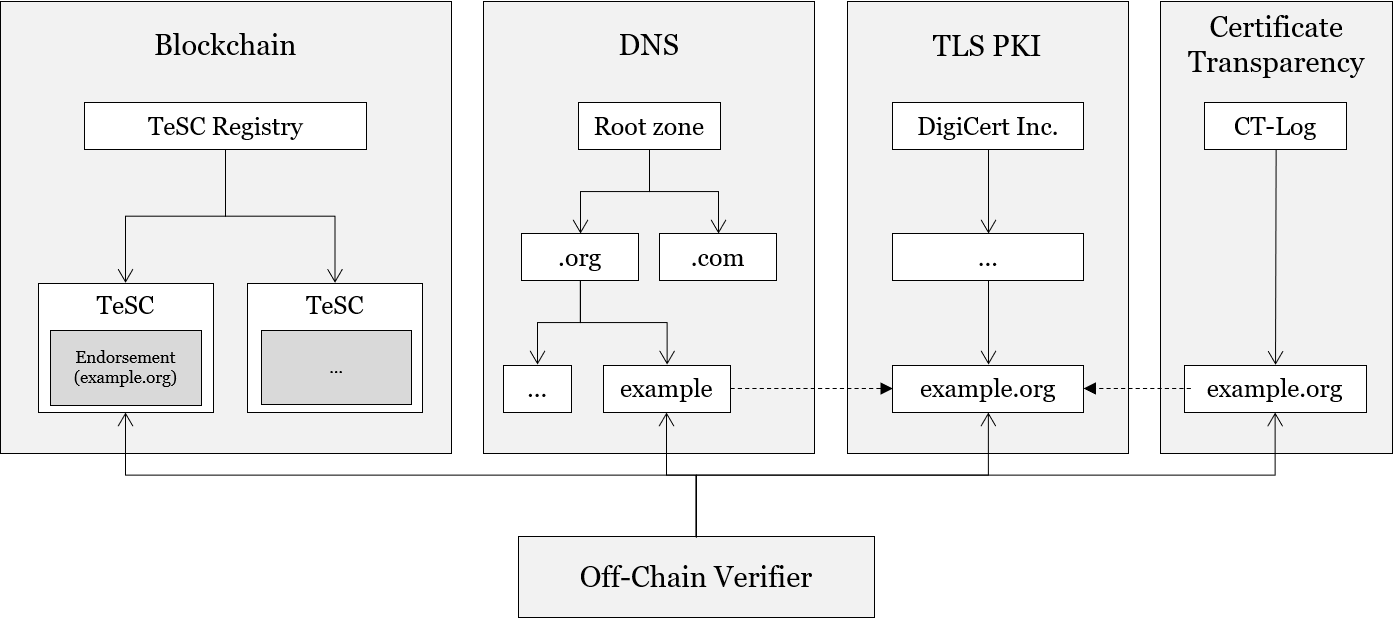 Blockchain
TeSC Registry
TeSC
Endorsement
(example.org)
TeSC
...
DNS
Root zone
.org
.com
...
example
TLS PKI
DigiCert Inc.
...
example.org
Certificate
Transparency
CT-Log
example.org
Off-Chain Verifier